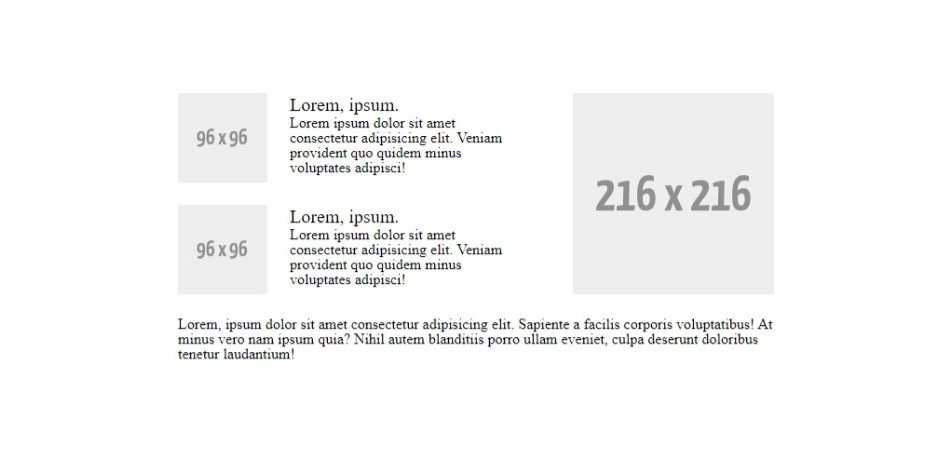 96 x 96
Lorem, ipsum.
Lorem ipsum dolor sit amet
consectetur adipisicing elit. Veniam
provident quo quidem minus
voluptates adipisci!
96 x 96
Lorem, ipsum.
Lorem ipsum dolor sit amet
consectetur adipisicing elit. Veniam
provident quo quidem minus
voluptates adipisci!
216 x 216
Lorem, ipsum dolor sit amet consectetur adipisicing elit. Sapiente a facilis corporis voluptatibus! At
minus vero nam ipsum quia? Nihil autem blanditiis porro ullam eveniet, culpa deserunt doloribus
tenetur laudantium!